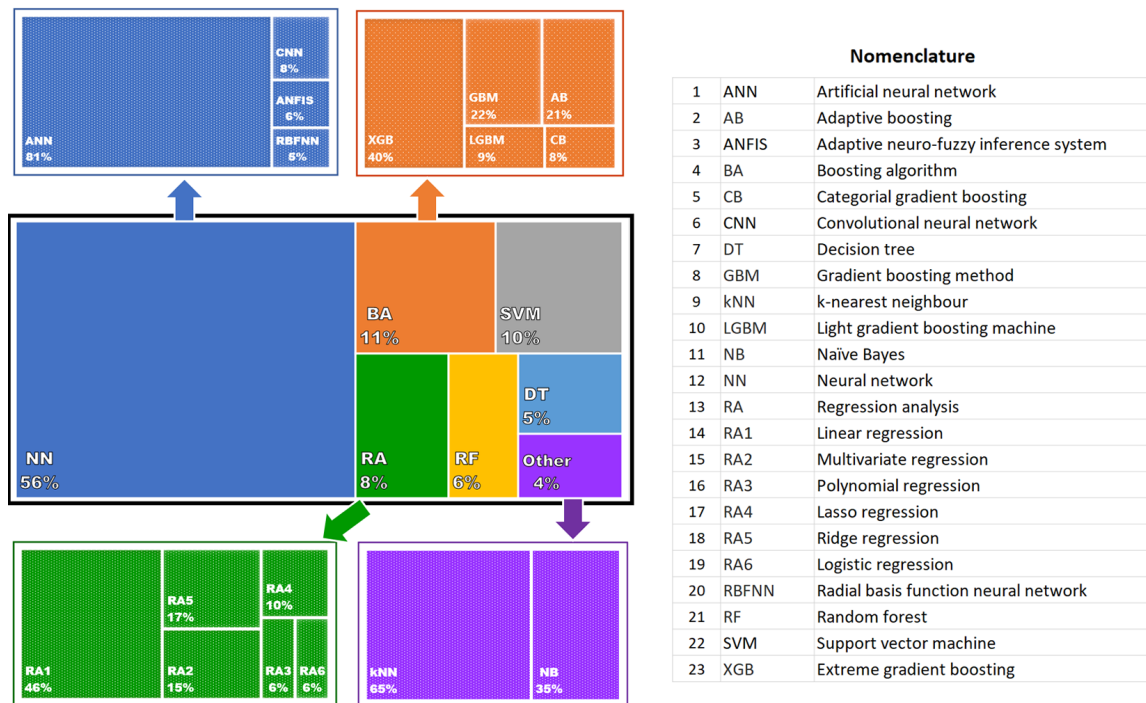 CNN
8%
ANFIS
6%
RBFNN
5%
ANN
81%
GBM
22%
AB
21%
XGB
40%
LGBM
9%
CB
8%
BA
11%
SVM
10%
DT
5%
NN
56%
RA
8%
RF
6%
Other
4%
RA5
17%
RA4
10%
RA1
46%
RA2
15%
RA3
6%
RA6
6%
kNN
65%
NB
35%
Nomenclature
1 ANN Artificial neural network
2 AB Adaptive boosting
3 ANFIS Adaptive neuro-fuzzy inference system
4 BA Boosting algorithm
5 CB Categorial gradient boosting
6 CNN Convolutional neural network
7 DT Decision tree
8 GBM Gradient boosting method
9 kNN k-nearest neighbour
10 LGBM Light gradient boosting machine
11 NB Naïve Bayes
12 NN Neural network
13 RA Regression analysis
14 RA1 Linear regression
15 RA2 Multivariate regression
16 RA3 Polynomial regression
17 RA4 Lasso regression
18 RA5 Ridge regression
19 RA6 Logistic regression
20 RBFNN Radial basis function neural network
21 RF Random forest
22 SVM Support vector machine
23 XGB Extreme gradient boosting